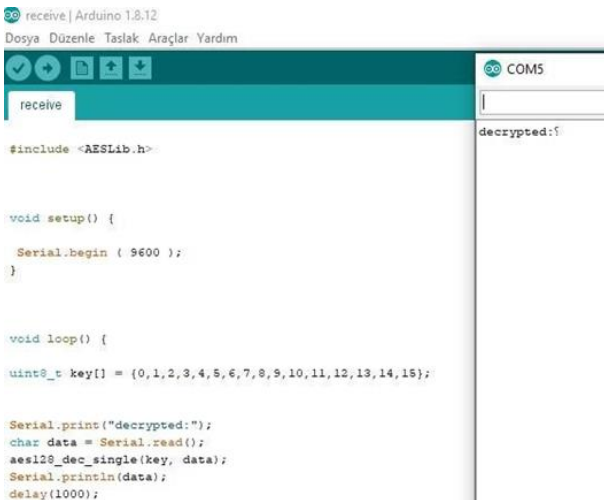 receive | Arduino 1.8.12
Dosya Düzenle Taslak Araçlar Yardım
receive
#include <AESLib.h>
void setup() {
Serial.begin ( 9600 );
}
void loop() {
uint8_t key[] = {0,1,2,3,4,5,6,7,8,9,10,11,12,13,14,15};
Serial.print("decrypted:");
char data = Serial.read();
aes128_dec_single(key, data);
Serial.println(data);
delay(1000);
COM5
decrypted:⸮